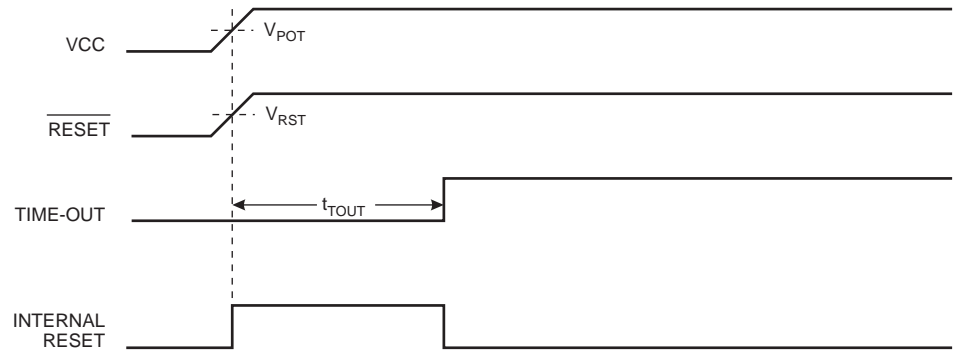 VCC
VPOT
RESET
VRST
TIME-OUT
tTOUT
INTERNAL
RESET